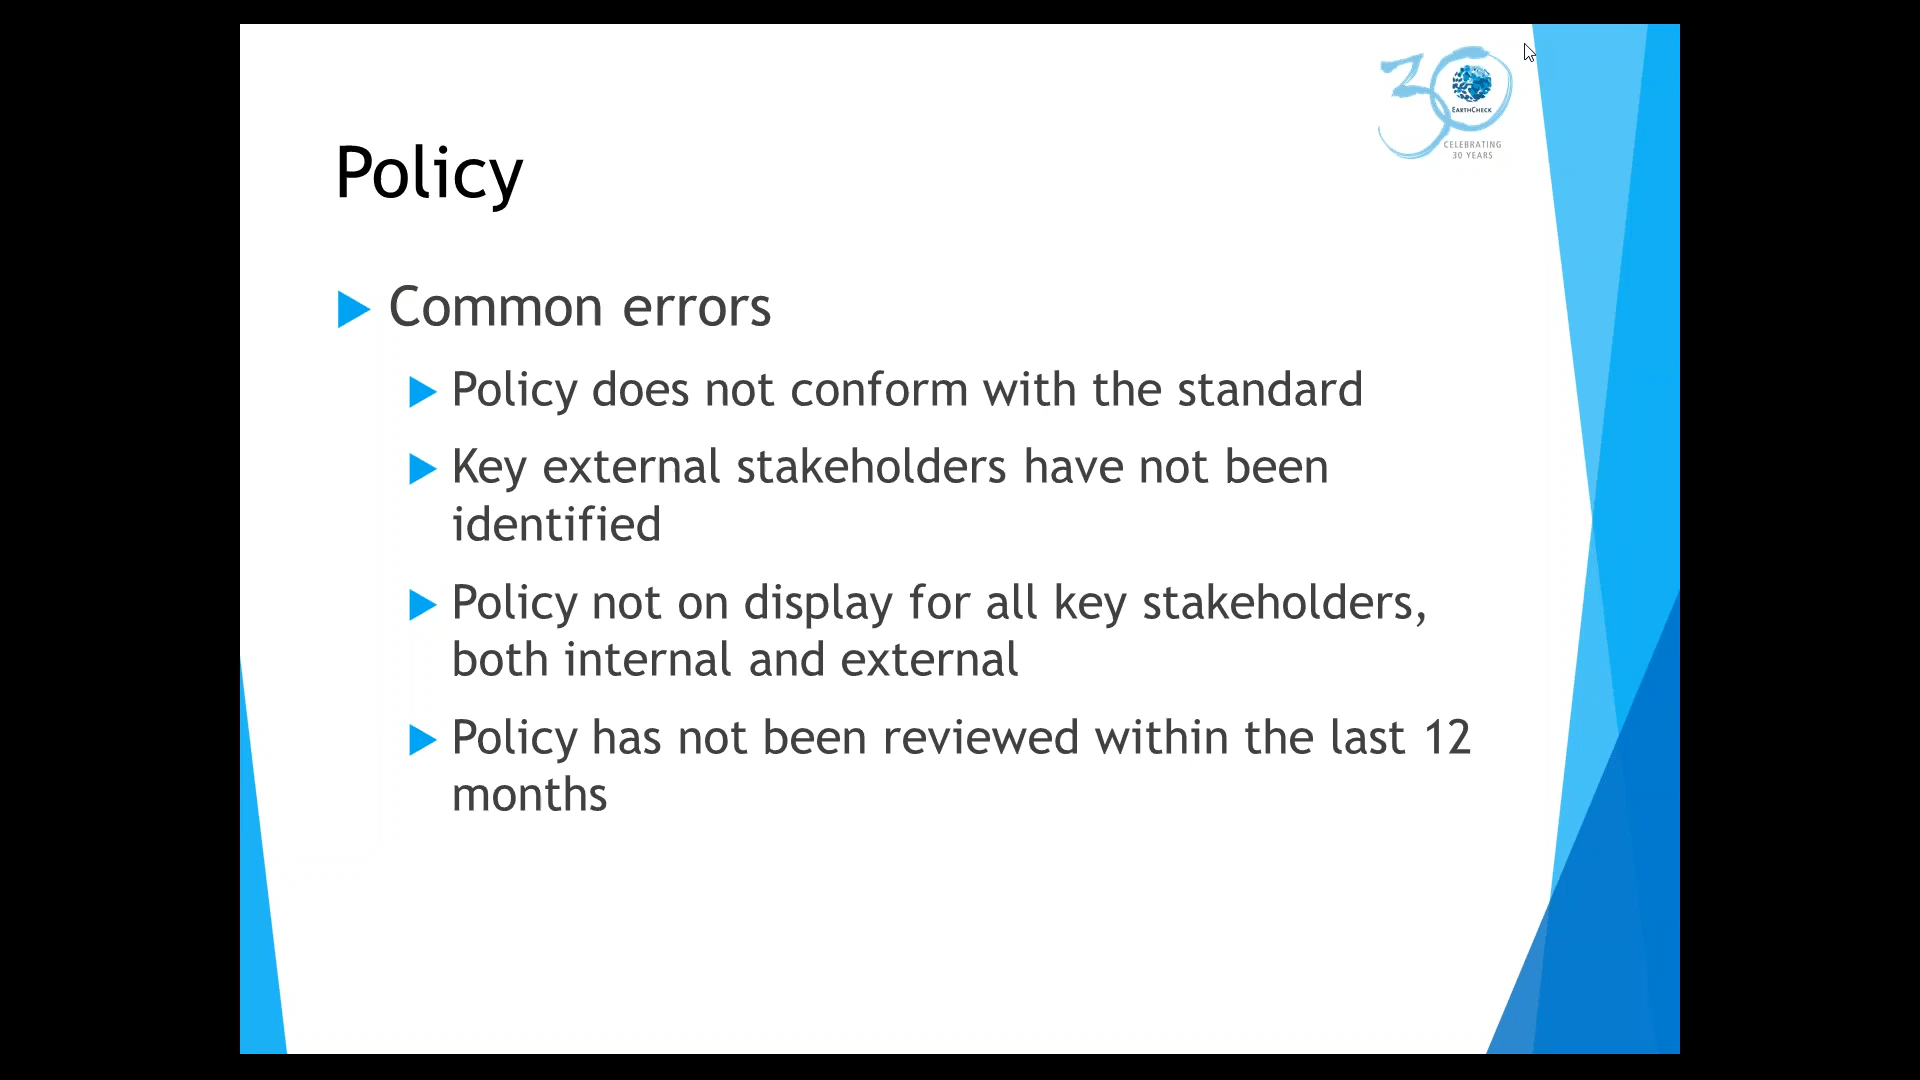 30
EARTHCHECK
CELEBRATING
30 YEARS
Policy
Common errors
Policy does not conform with the standard
Key external stakeholders have not been
identified
Policy not on display for all key stakeholders,
both internal and external
Policy has not been reviewed within the last 12
months